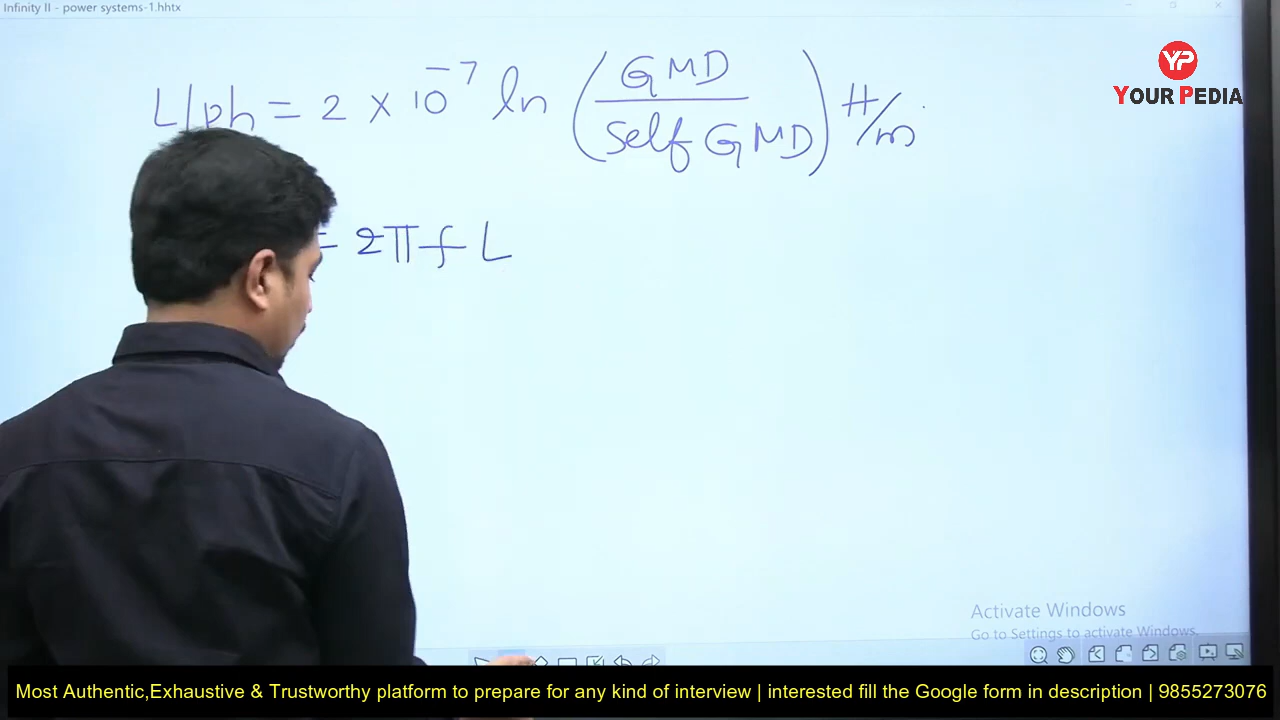 Infinity II - power systems-1.hhtx
YP
YOUR PEDIA
L/ph = 2 × 10⁻⁷ ln (GMD / Self GMD) H/m
= 2πfL
Activate Windows
Go to Settings to activate Windows.
Most Authentic,Exhaustive & Trustworthy platform to prepare for any kind of interview | interested fill the Google form in description | 9855273076